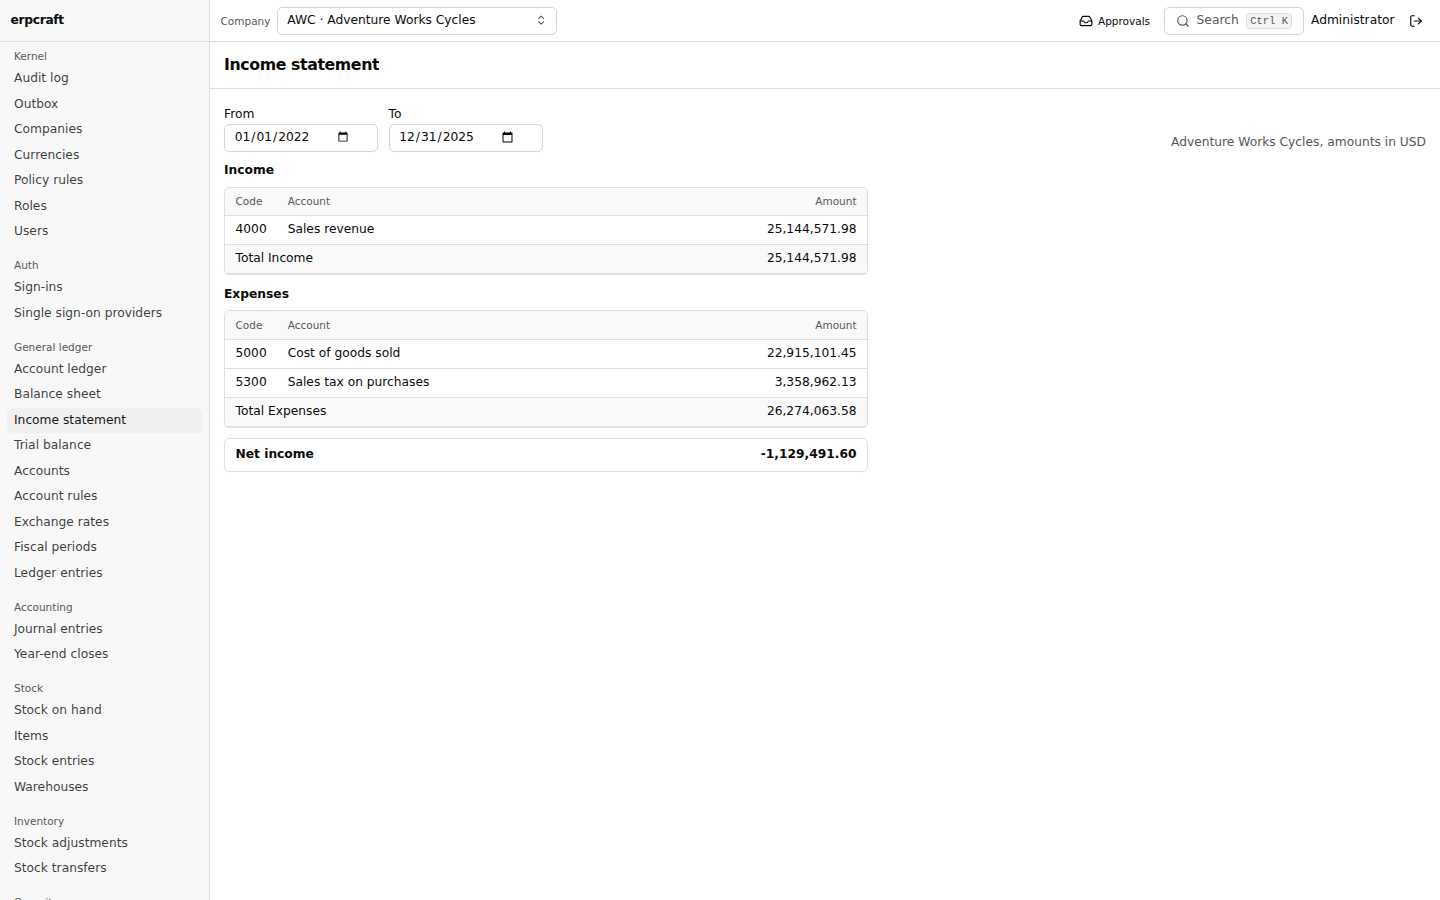 erpcraft
Company AWC · Adventure Works Cycles
Approvals
Search Ctrl K
Administrator
Kernel
Audit log
Outbox
Companies
Currencies
Policy rules
Roles
Users
Auth
Sign-ins
Single sign-on providers
General ledger
Account ledger
Balance sheet
Income statement
Trial balance
Accounts
Account rules
Exchange rates
Fiscal periods
Ledger entries
Accounting
Journal entries
Year-end closes
Stock
Stock on hand
Items
Stock entries
Warehouses
Inventory
Stock adjustments
Stock transfers
Income statement
From To
01/01/2022 12/31/2025
Adventure Works Cycles, amounts in USD
Income
Code Account Amount
4000 Sales revenue 25,144,571.98
Total Income 25,144,571.98
Expenses
Code Account Amount
5000 Cost of goods sold 22,915,101.45
5300 Sales tax on purchases 3,358,962.13
Total Expenses 26,274,063.58
Net income -1,129,491.60